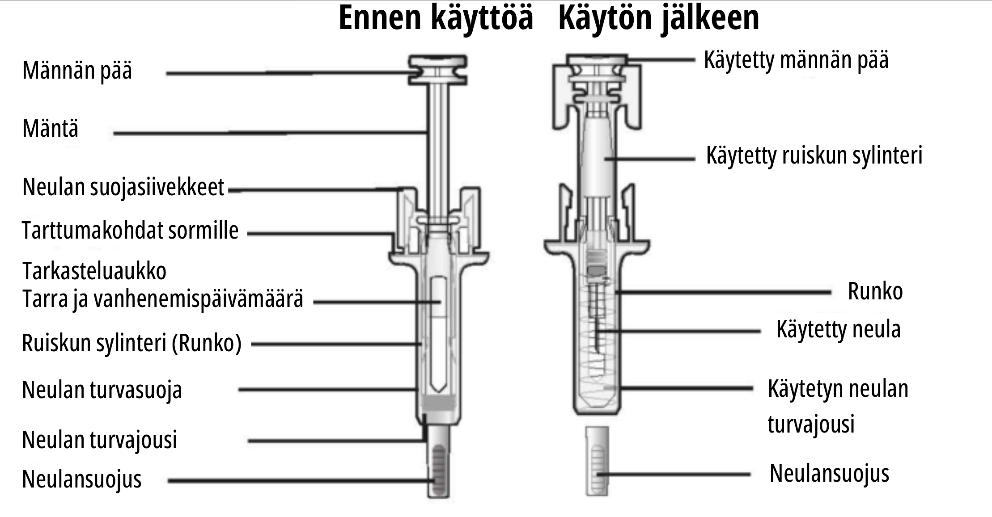 Ennen käyttöä
Käytön jälkeen
Männän pää
Mäntä
Neulan suojasiivekkeet
Tarttumakohdat sormille
Tarkasteluaukko
Tarra ja vanhenemispäivämäärä
Ruiskun sylinteri (Runko)
Neulan turvasuoja
Neulan turvajousi
Neulansuojus
Käytetty männän pää
Käytetty ruiskun sylinteri
Runko
Käytetty neula
Käytetyn neulan
turvajousi
Neulansuojus